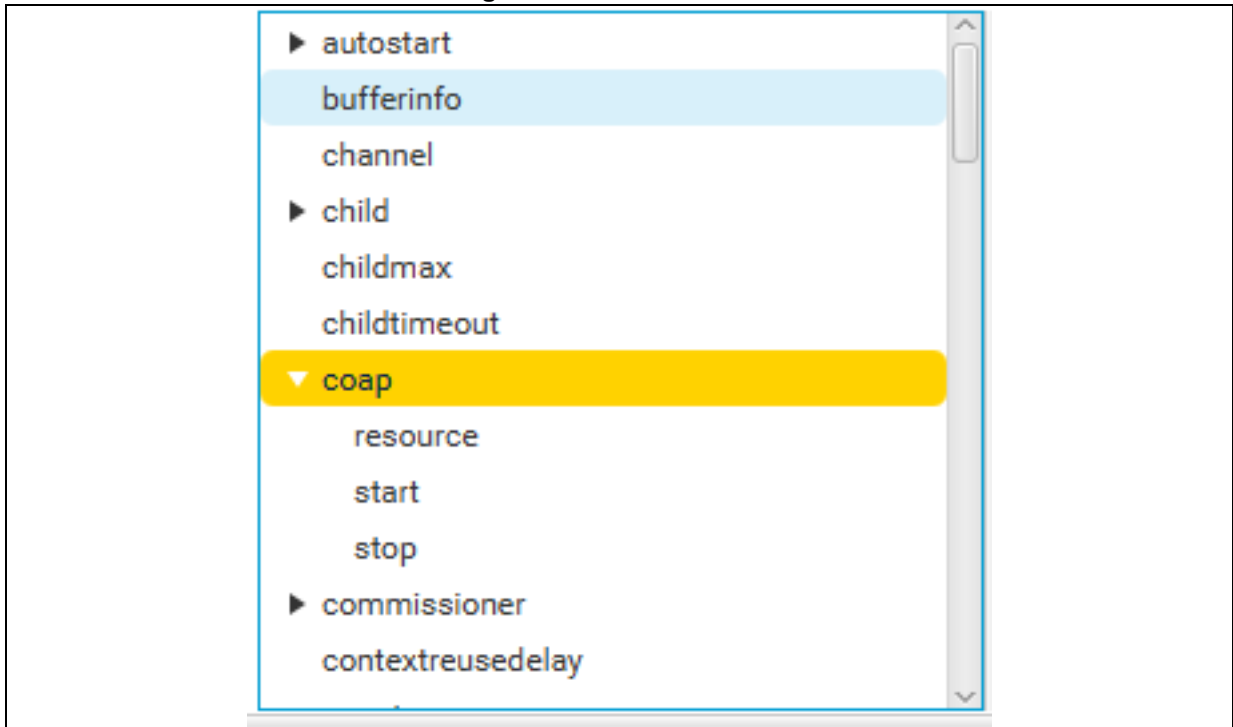 autostart
bufferinfo
channel
child
childmax
childtimeout
coap
resource
start
stop
commissioner
contextreusedelay